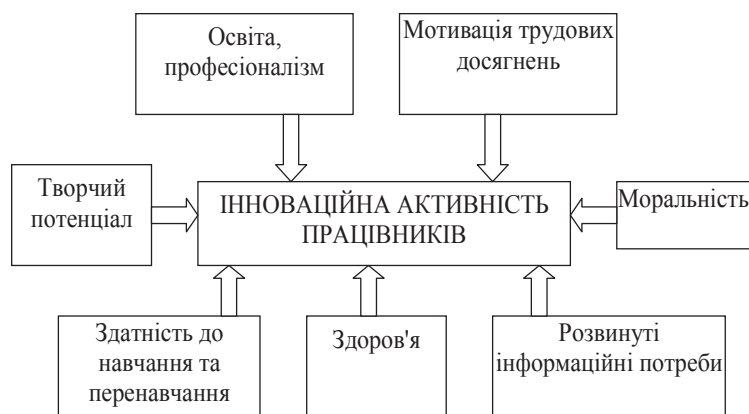 Освіта,
професіоналізм
Мотивація трудових
досягнень
Творчий
потенціал
ІННОВАЦІЙНА АКТИВНІСТЬ
ПРАЦІВНИКІВ
Моральність
Здатність до
навчання та
перенавчання
Здоров'я
Розвинуті
інформаційні потреби